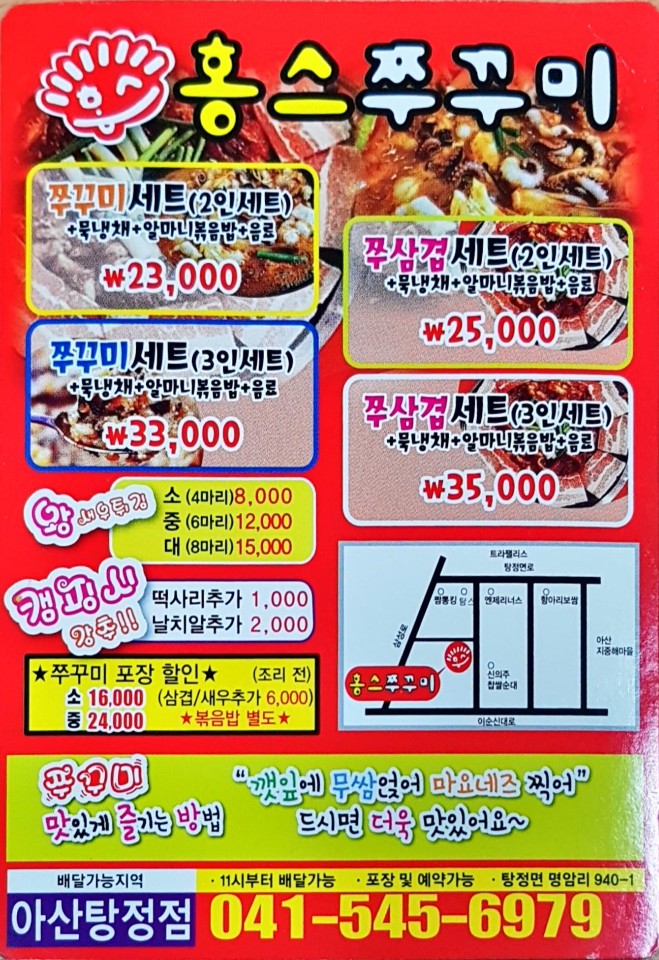 홍스쭈꾸미
쭈꾸미세트(2인세트)
+묵냉채+알마니볶음밥+음료
₩23,000
쭈삼겹세트(2인세트)
+묵냉채+알마니볶음밥+음료
₩25,000
쭈꾸미세트(3인세트)
+묵냉채+알마니볶음밥+음료
₩33,000
쭈삼겹세트(3인세트)
+묵냉채+알마니볶음밥+음료
₩35,000
왕새우튀김
소 (4마리)8,000
중 (6마리)12,000
대 (8마리)15,000
캠핑시
강추!!
떡사리추가 1,000
날치알추가 2,000
★쭈꾸미 포장 할인★ (조리 전)
소 16,000 (삼겹/새우추가 6,000)
중 24,000 ★볶음밥 별도★
트라팰리스
탕정면로
짬뽕킹
탐스
엔제리너스
항아리보쌈
삼성로
아산
지중해마을
홍스쭈꾸미
신의주
찹쌀순대
이순신대로
쭈꾸미
맛있게 즐기는 방법
“깻잎에 무쌈얹어 마요네즈 찍어”
드시면 더욱 맛있어요~
배달가능지역
· 11시부터 배달가능 · 포장 및 예약가능 · 탕정면 명암리 940-1
아산탕정점
041-545-6979